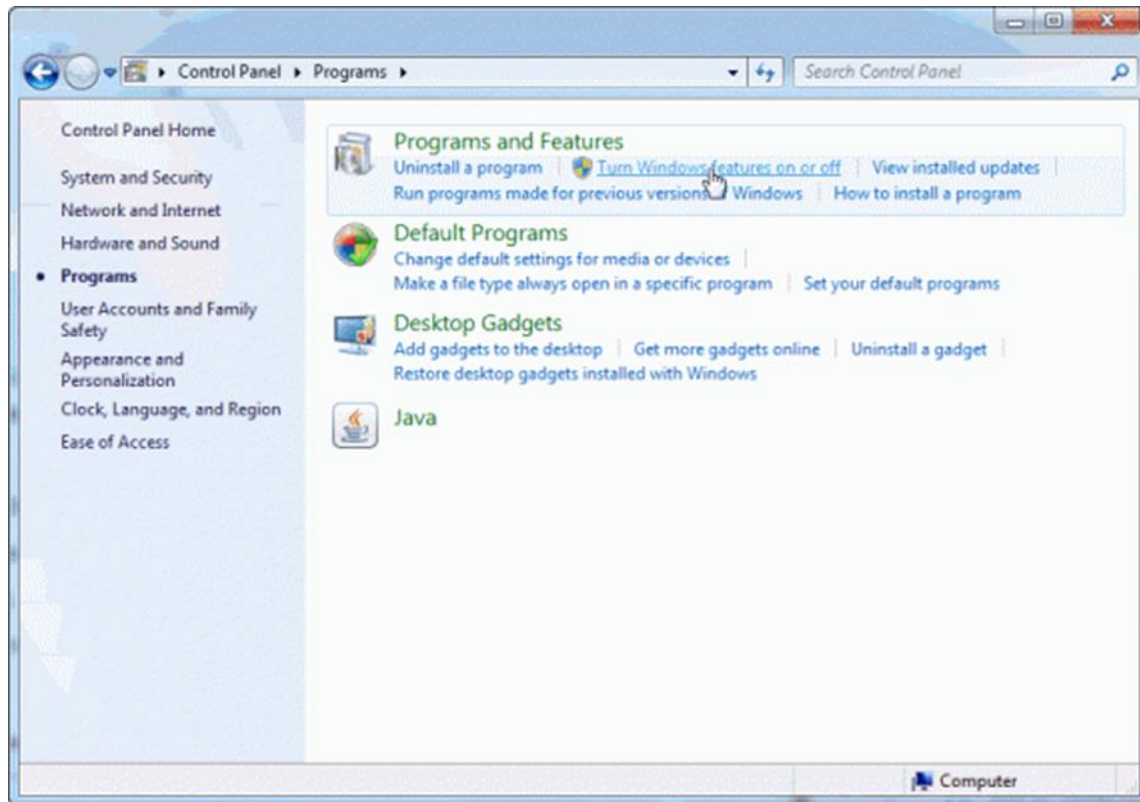 Control Panel Programs
Search Control Panel
Control Panel Home
System and Security
Network and Internet
Hardware and Sound
Programs
User Accounts and Family
Safety
Appearance and
Personalization
Clock, Language, and Region
Ease of Access
Programs and Features
Uninstall a program Turn Windows features on or off View installed updates
Run programs made for previous versions Windows How to install a program
Default Programs
Change default settings for media or devices
Make a file type always open in a specific program Set your default programs
Desktop Gadgets
Add gadgets to the desktop Get more gadgets online Uninstall a gadget
Restore desktop gadgets installed with Windows
Java
Computer